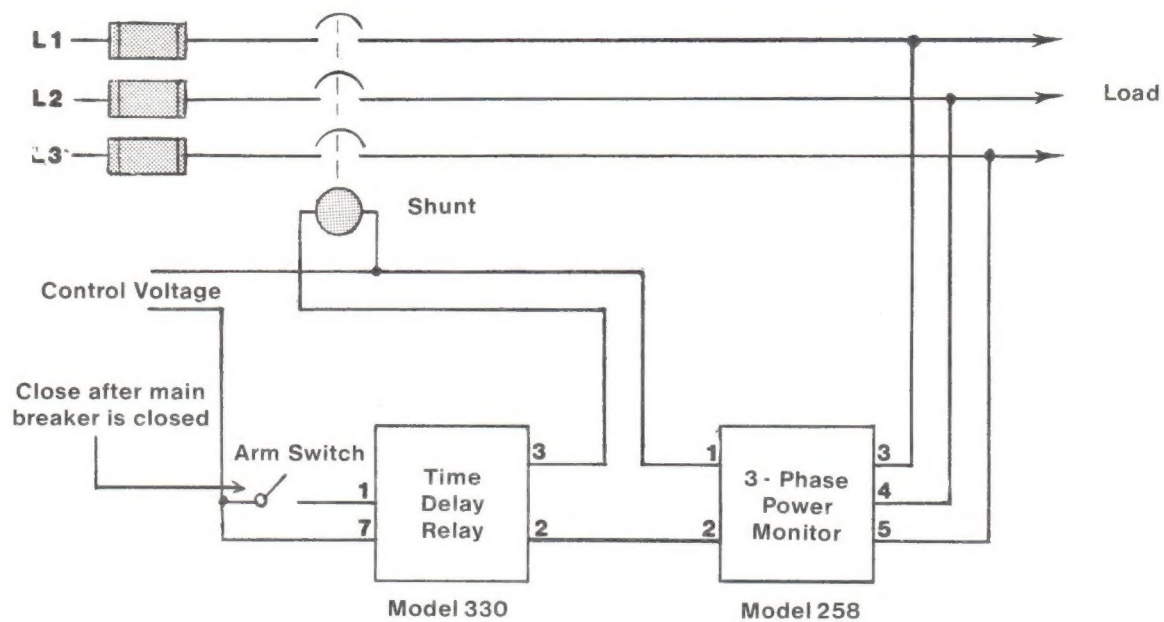 L1
L2
L3
Load
Shunt
Control Voltage
Close after main
breaker is closed
Arm Switch
1
7
Time
Delay
Relay
3
2
Model 330
1
2
3 - Phase
Power
Monitor
3
4
5
Model 258